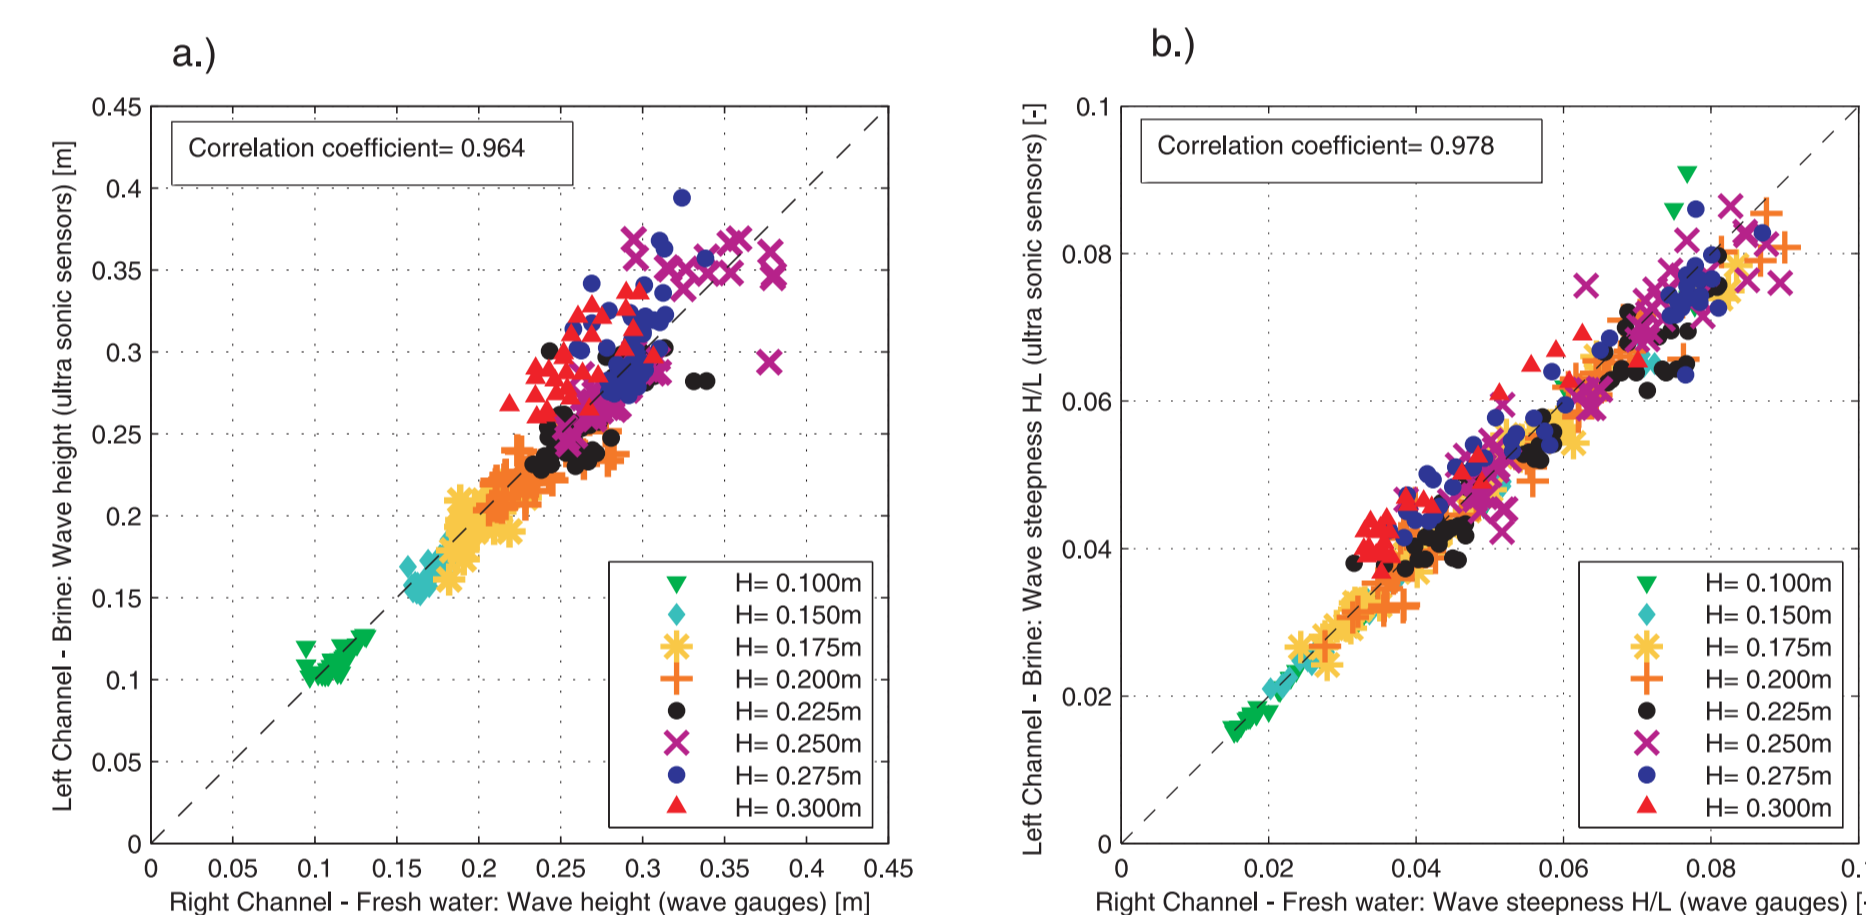 a.)
Correlation coefficient= 0.964
Left Channel - Brine: Wave height (ultra sonic sensors) [m]
0.45
0.4
0.35
0.3
0.25
0.2
0.15
0.1
0.05
0
0 0.05 0.1 0.15 0.2 0.25 0.3 0.35 0.4 0.45
Right Channel - Fresh water: Wave height (wave gauges) [m]
H= 0.100m
H= 0.150m
H= 0.175m
H= 0.200m
H= 0.225m
H= 0.250m
H= 0.275m
H= 0.300m
b.)
Correlation coefficient= 0.978
Left Channel - Brine: Wave steepness H/L (ultra sonic sensors) [-]
0.1
0.08
0.06
0.04
0.02
0
0 0.02 0.04 0.06 0.08 0.
Right Channel - Fresh water: Wave steepness H/L (wave gauges) [
H= 0.100m
H= 0.150m
H= 0.175m
H= 0.200m
H= 0.225m
H= 0.250m
H= 0.275m
H= 0.300m